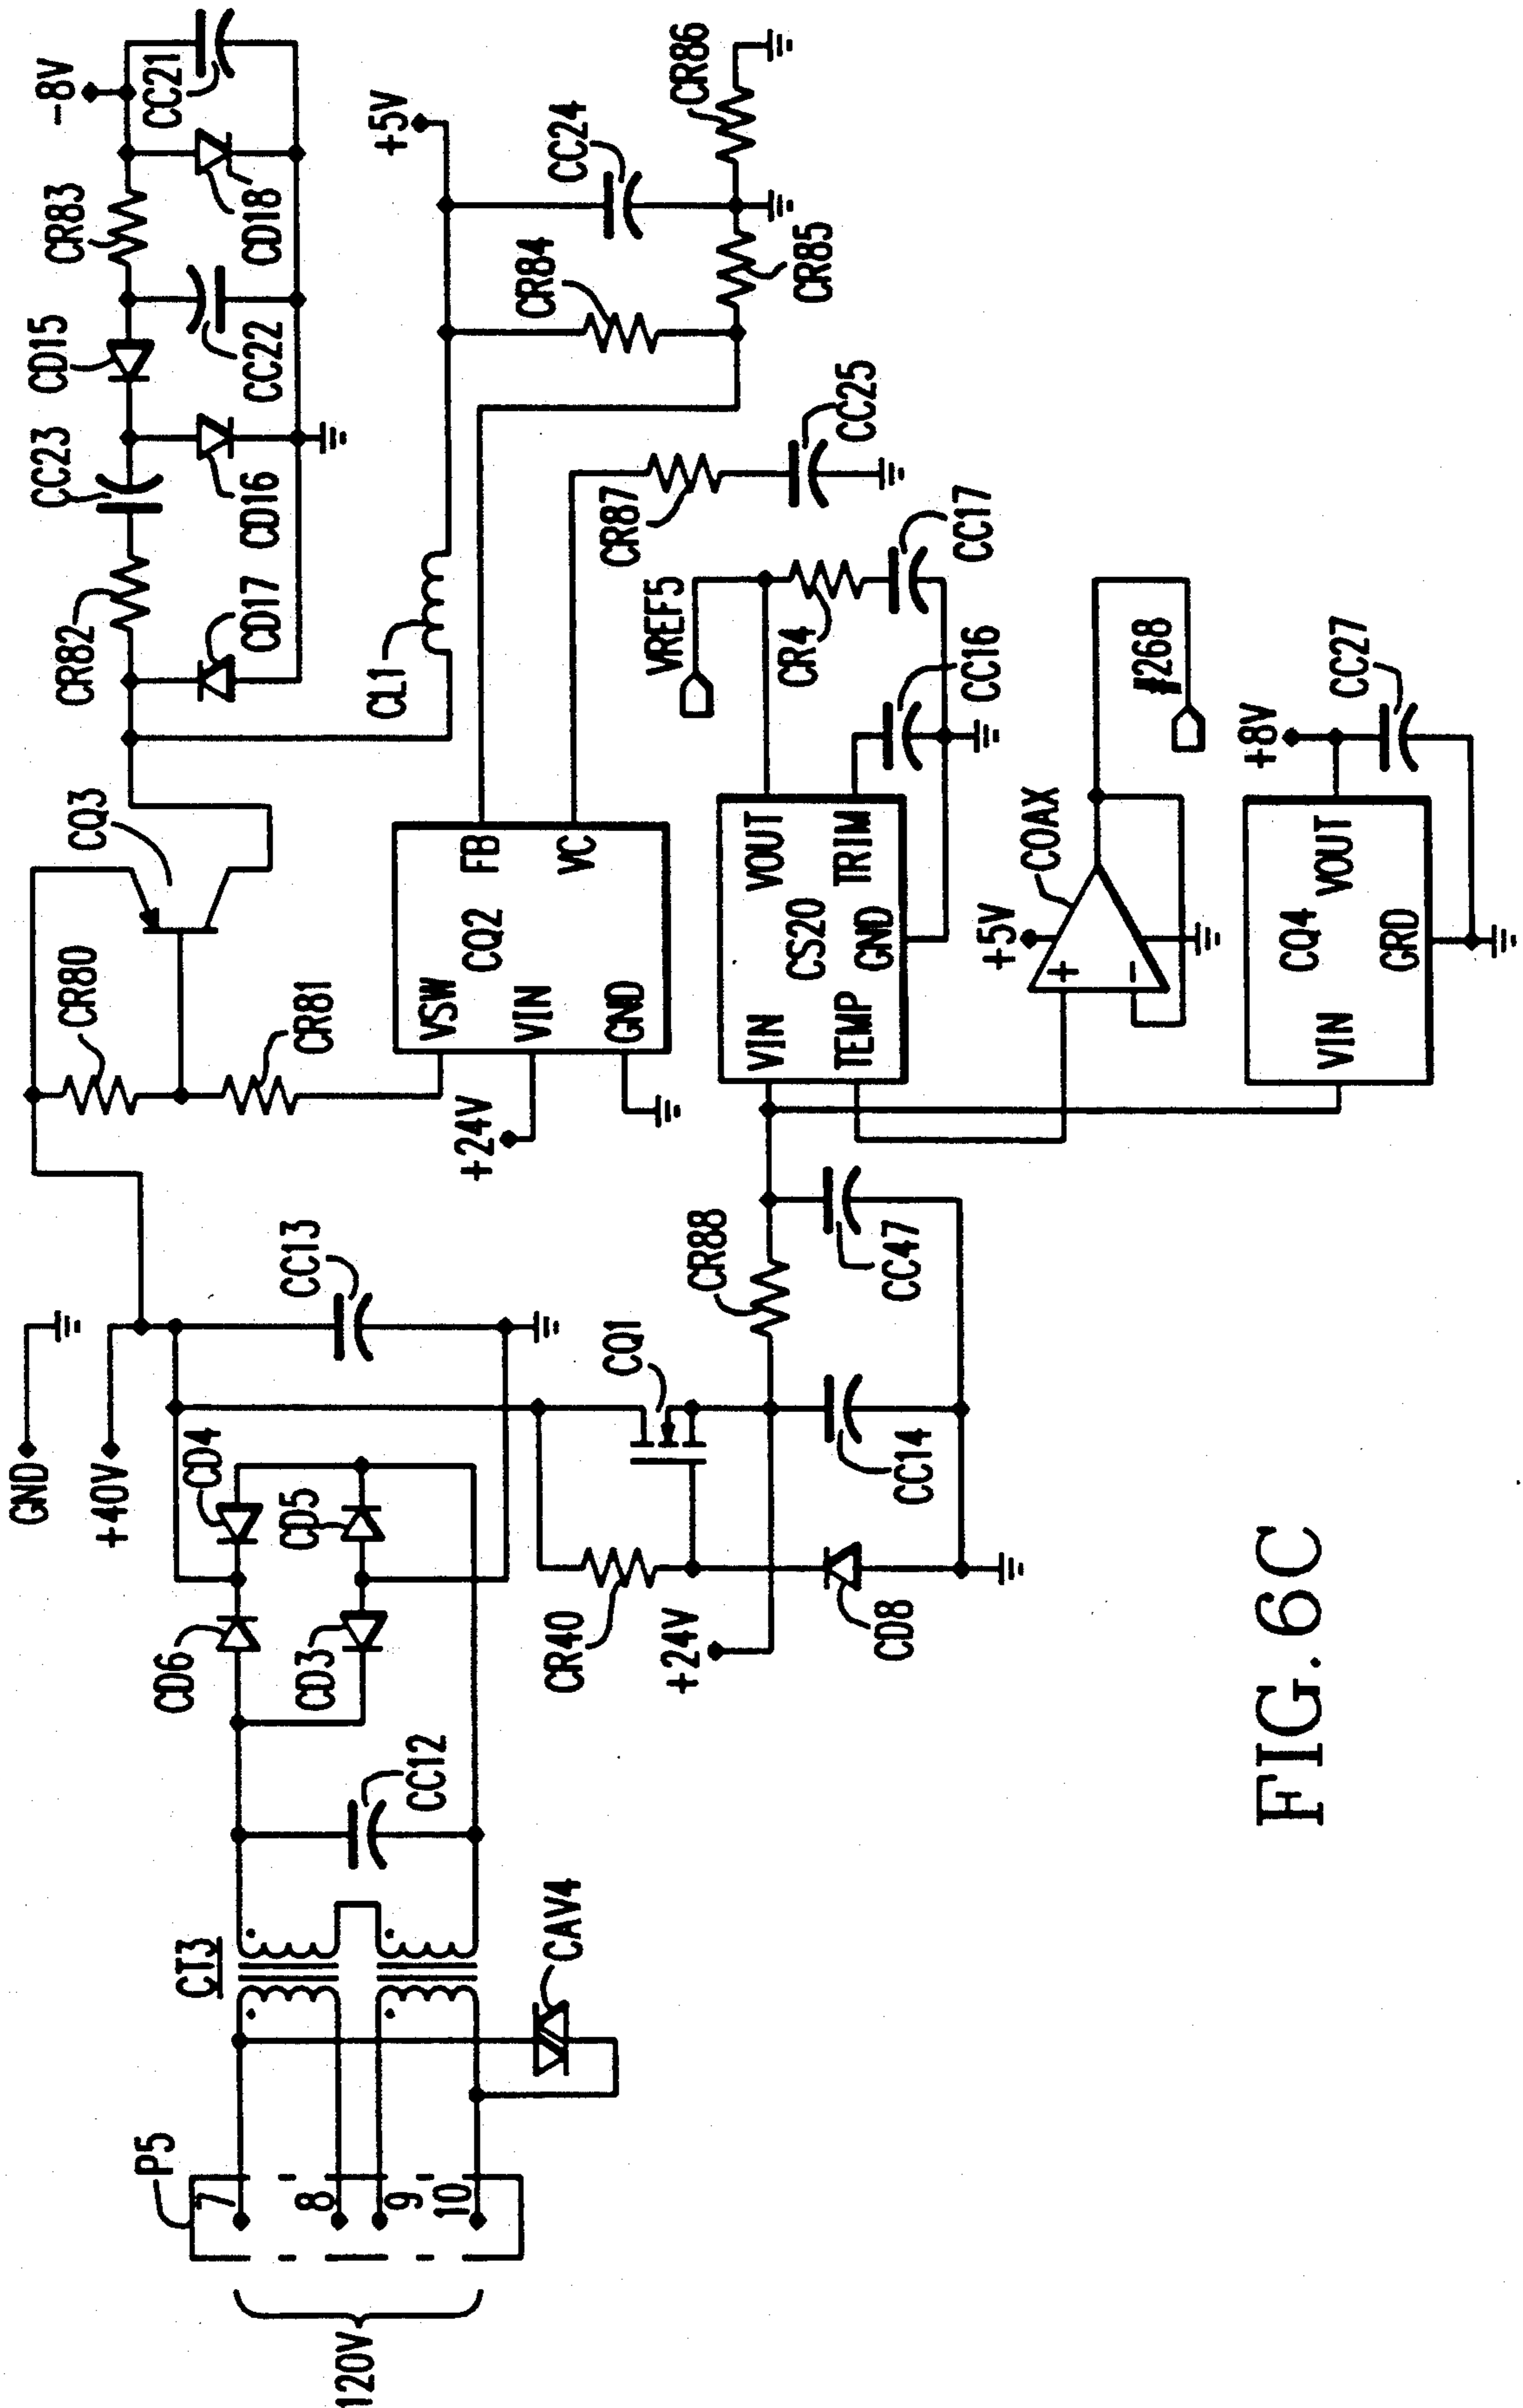 120V
P5
7
8
9
10
CT3
CAV4
CC12
CD6
CD3
CD4
CD5
GND
+40V
CC13
CR40
+24V
CD8
CQ1
CC14
CR88
CC47
CR80
CR81
CQ3
+24V
VSW
VIN
GND
CQ2
FB
VC
CR82
CD17
CC23
CD16
CD15
CC22
CR83
CD18
-8V
CC21
CL1
+5V
CR84
CC24
CR85
CR86
CR87
CC25
VIN
TEMP
CS20
GND
VOUT
TRIM
VREF5
CR4
CC17
CC16
+5V
COAX
+
-
#268
VIN
CQ4
GRD
VOUT
+8V
CC27
FIG. 6C